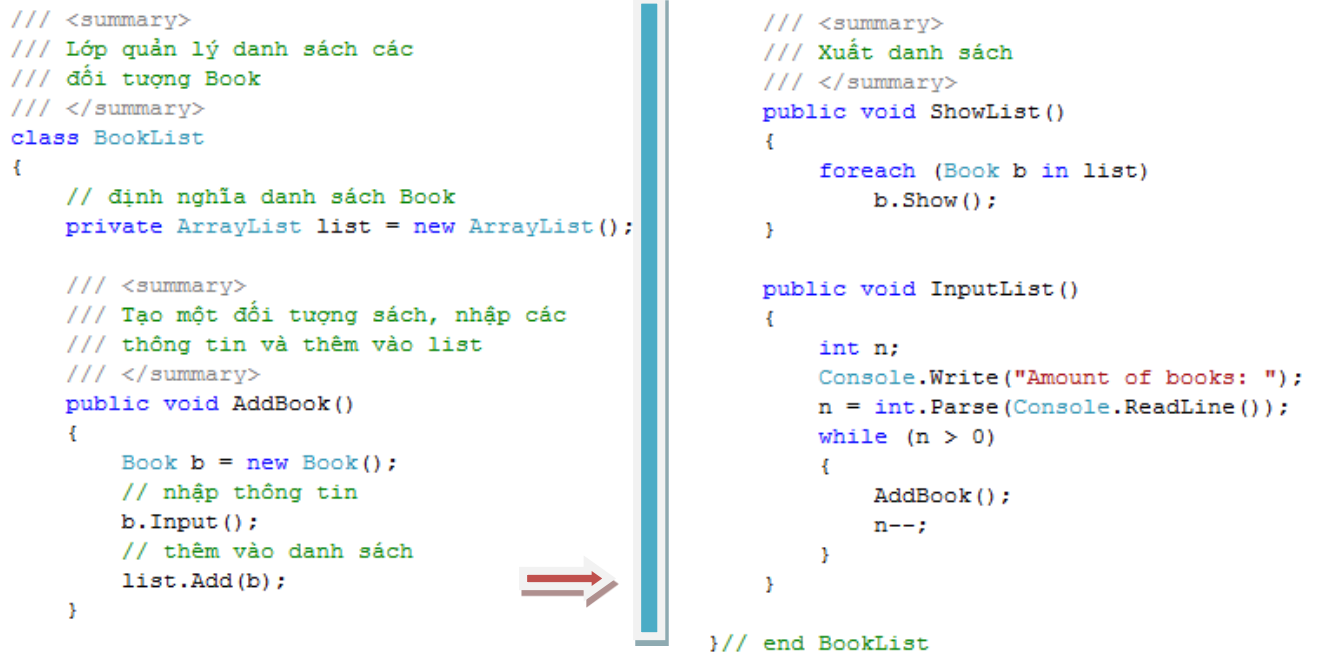 /// <summary>
/// Lớp quản lý danh sách các
/// đối tượng Book
/// </summary>
class BookList
{
    // định nghĩa danh sách Book
    private ArrayList list = new ArrayList();

    /// <summary>
    /// Tạo một đối tượng sách, nhập các
    /// thông tin và thêm vào list
    /// </summary>
    public void AddBook()
    {
        Book b = new Book();
        // nhập thông tin
        b.Input();
        // thêm vào danh sách
        list.Add(b);
    }

    /// <summary>
    /// Xuất danh sách
    /// </summary>
    public void ShowList()
    {
        foreach (Book b in list)
            b.Show();
    }

    public void InputList()
    {
        int n;
        Console.Write("Amount of books: ");
        n = int.Parse(Console.ReadLine());
        while (n > 0)
        {
            AddBook();
            n--;
        }
    }

}// end BookList